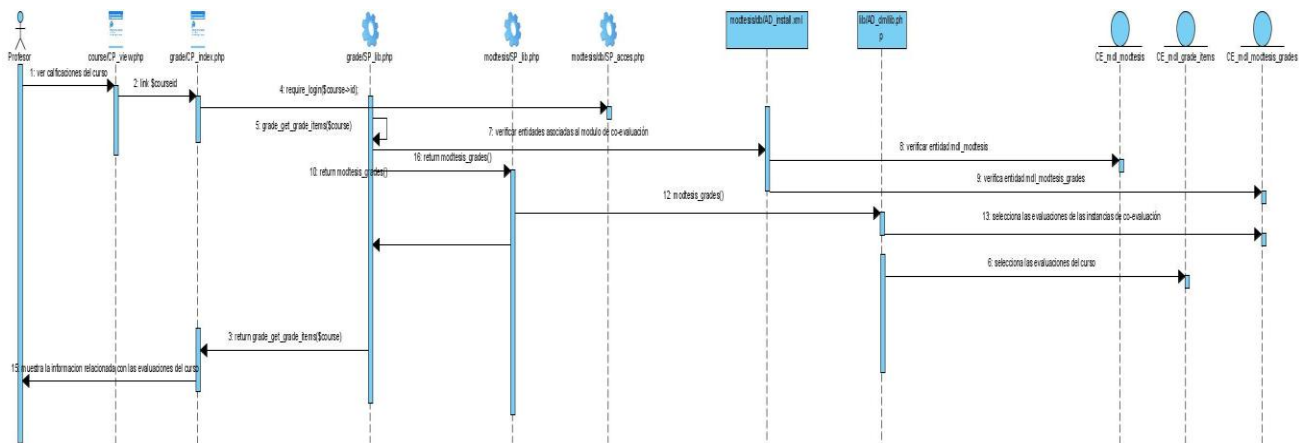 modtesis/db/AD_install.xml
lib/AD_dml/lib.ph
p
Profesor
course/CP_view.php
grade/CP_index.php
grade/SP_lib.php
modtesis/SP_lib.php
modtesis/db/SP_acces.php
CE_mdl_modtesis
CE_mdl_grade_items
CE_mdl_modtesis_grades
1: ver calificaciones del curso
2: link $courseid
4: require_login($course->id);
5: grade_get_grade_items($course)
7: verificar entidades asociadas al modulo de co-evaluación
16: return modtesis_grades()
8: verificar entidad mdl_modtesis
10: return modtesis_grades()
9: verifica entidad mdl_modtesis_grades
12: modtesis_grades()
13: selecciona las evaluaciones de las instancias de co-evaluación
6: selecciona las evaluaciones del curso
3: return grade_get_grade_items($course)
15: muestra la informacion relacionada con las evaluaciones del curso